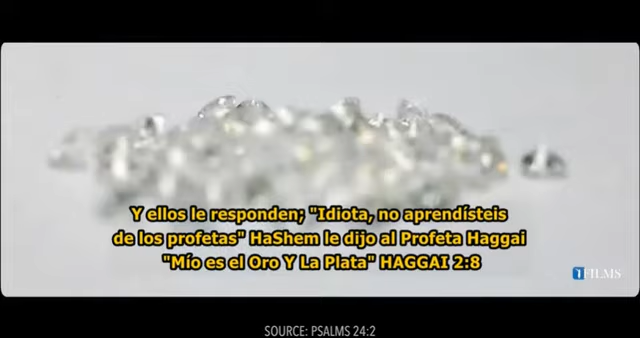 Y ellos le responden; "Idiota, no aprendísteis
de los profetas" HaShem le dijo al Profeta Haggai
"Mío es el Oro Y La Plata" HAGGAI 2:8
1FILMS
SOURCE: PSALMS 24:2